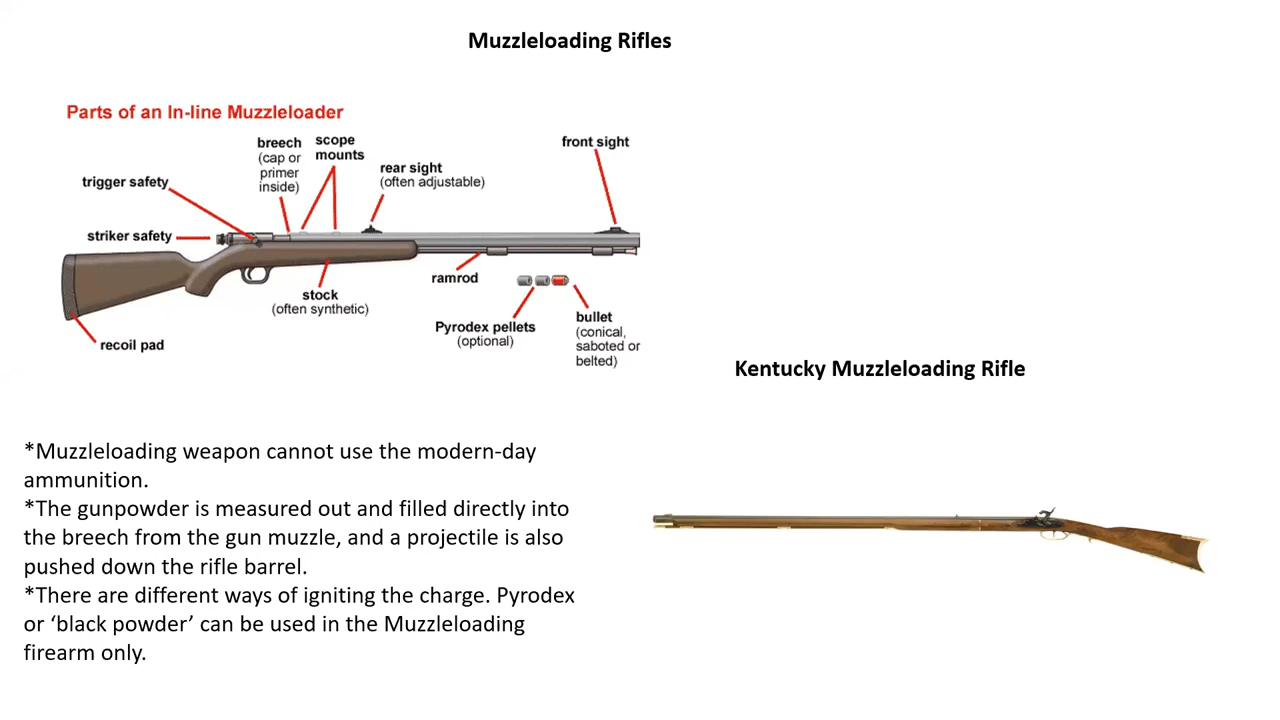 Muzzleloading Rifles
Parts of an In-line Muzzleloader
breech
(cap or
primer
inside)
scope
mounts
rear sight
(often adjustable)
front sight
trigger safety
striker safety
ramrod
stock
(often synthetic)
Pyrodex pellets
(optional)
bullet
(conical,
saboted or
belted)
recoil pad
Kentucky Muzzleloading Rifle
*Muzzleloading weapon cannot use the modern-day
ammunition.
*The gunpowder is measured out and filled directly into
the breech from the gun muzzle, and a projectile is also
pushed down the rifle barrel.
*There are different ways of igniting the charge. Pyrodex
or ‘black powder’ can be used in the Muzzleloading
firearm only.